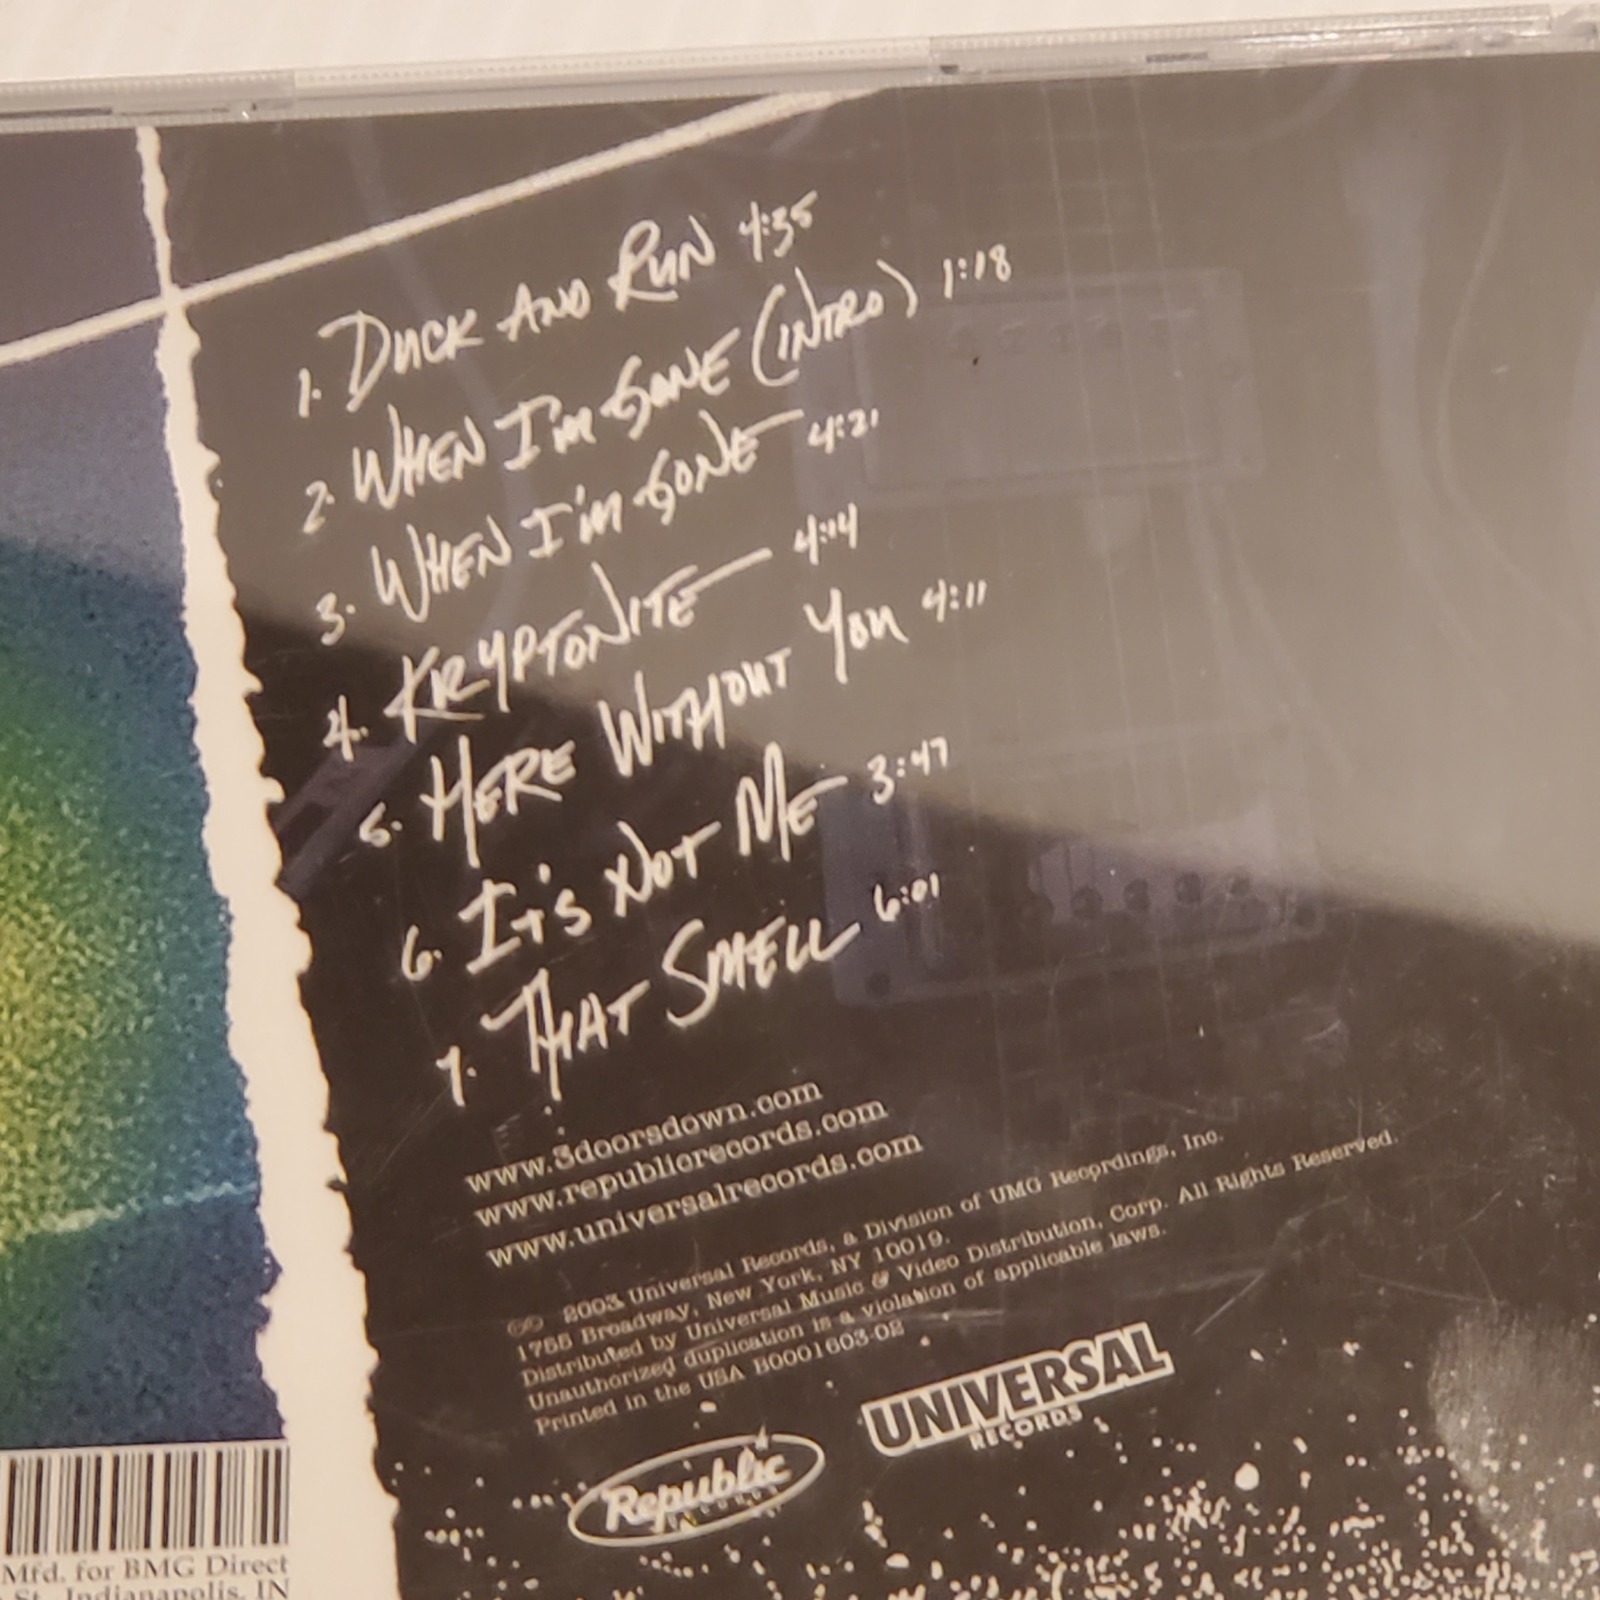 1. DUCK AND RUN 4:35
2. WHEN I'M GONE (INTRO) 1:18
3. WHEN I'M GONE 4:21
4. KRYPTONITE 4:14
5. HERE WITHOUT YOU 4:11
6. IT'S NOT ME 3:47
7. THAT SMELL 6:01
www.3doorsdown.com
www.republicrecords.com
www.universalrecords.com
℗© 2003 Universal Records, a Division of UMG Recordings, Inc.
1755 Broadway, New York, NY 10019.
Distributed by Universal Music & Video Distribution, Corp. All Rights Reserved.
Unauthorized duplication is a violation of applicable laws.
Printed in the USA B0001603-02
UNIVERSAL
RECORDS
Republic
RECORDS
Mfd. for BMG Direct
St., Indianapolis, IN